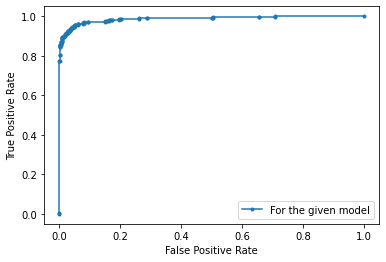 1.0
0.8
0.6
0.4
0.2
0.0
True Positive Rate
For the given model
0.0 0.2 0.4 0.6 0.8 1.0
False Positive Rate